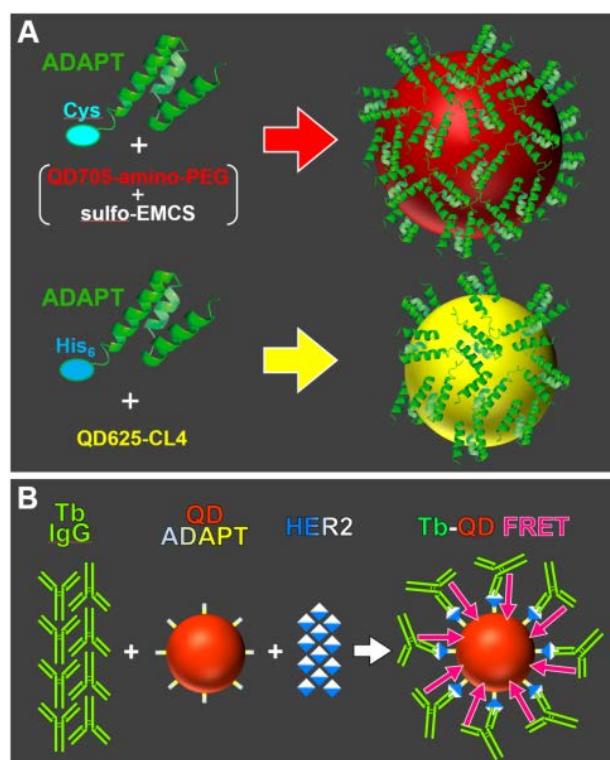 A
ADAPT
Cys
+
QD705-amino-PEG
+
sulfo-EMCS
ADAPT
His6
+
QD625-CL4
B
Tb IgG
QD ADAPT
HER2
Tb-QD FRET
+
+